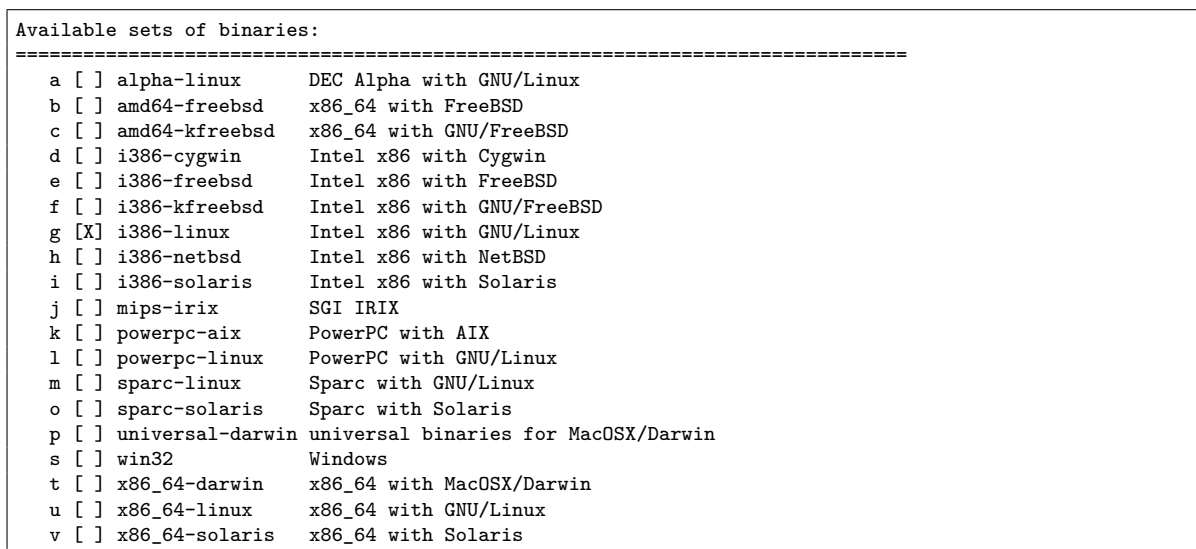 Available sets of binaries:
===============================================================================
a [ ] alpha-linux DEC Alpha with GNU/Linux
b [ ] amd64-freebsd x86_64 with FreeBSD
c [ ] amd64-kfreebsd x86_64 with GNU/FreeBSD
d [ ] i386-cygwin Intel x86 with Cygwin
e [ ] i386-freebsd Intel x86 with FreeBSD
f [ ] i386-kfreebsd Intel x86 with GNU/FreeBSD
g [X] i386-linux Intel x86 with GNU/Linux
h [ ] i386-netbsd Intel x86 with NetBSD
i [ ] i386-solaris Intel x86 with Solaris
j [ ] mips-irix SGI IRIX
k [ ] powerpc-aix PowerPC with AIX
l [ ] powerpc-linux PowerPC with GNU/Linux
m [ ] sparc-linux Sparc with GNU/Linux
o [ ] sparc-solaris Sparc with Solaris
p [ ] universal-darwin universal binaries for MacOSX/Darwin
s [ ] win32 Windows
t [ ] x86_64-darwin x86_64 with MacOSX/Darwin
u [ ] x86_64-linux x86_64 with GNU/Linux
v [ ] x86_64-solaris x86_64 with Solaris